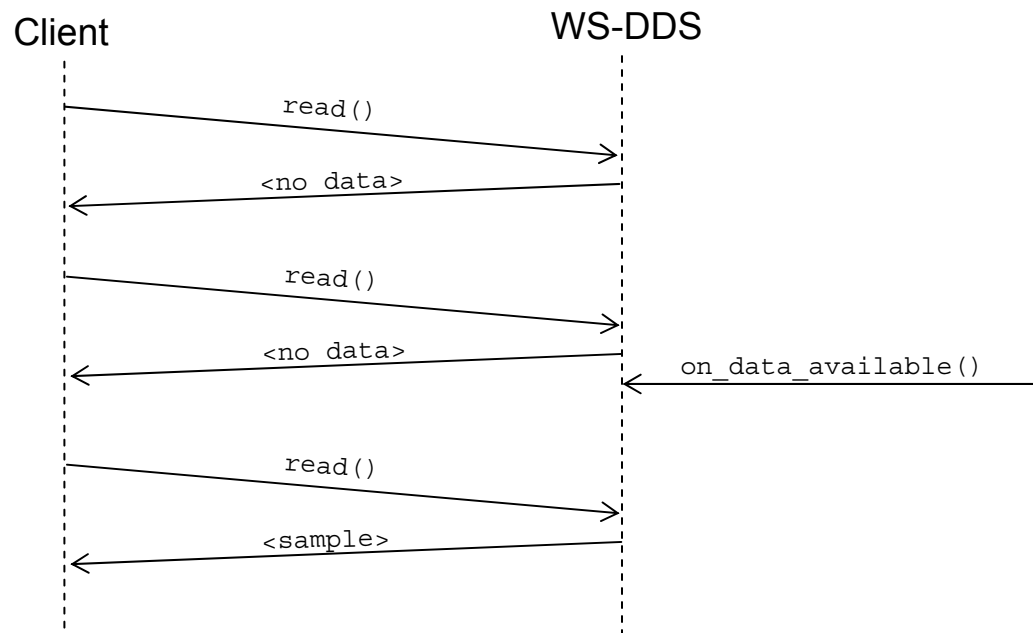 Client
WS-DDS
read()
<no data>
read()
<no data>
on_data_available()
read()
<sample>